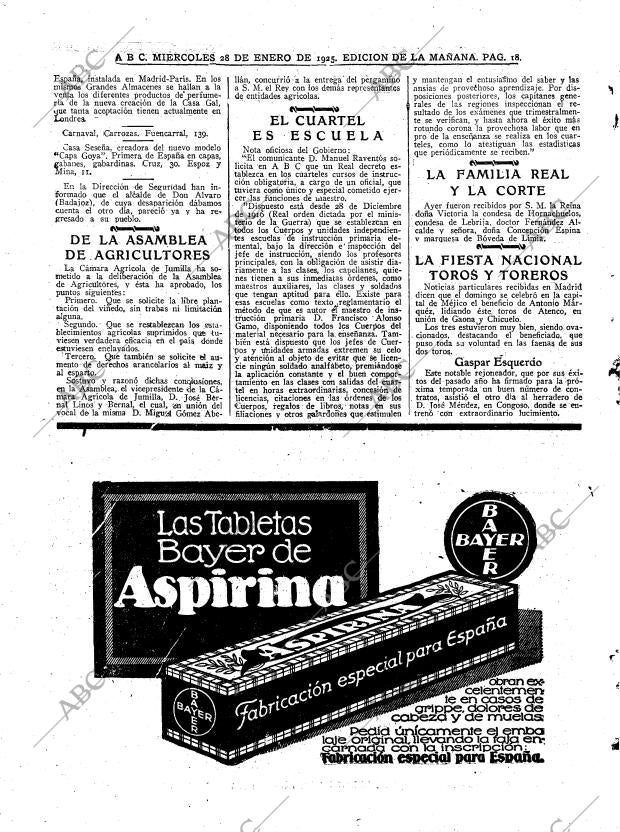 A B C. MIERCOLES 28 DE ENERO DE 1925. EDICION DE LA MAÑANA. PAG. 18.
España, instalada en Madrid-Paris. En los
mismos Grandes Almacenes se hallan a la
venta los diferentes productos de perfume-
ría de la nueva creación de la Casa Gal,
que tanta aceptación tienen actualmente en
Londres.
Carnaval, Carrozas. Fuencarral, 139.
Casa Seseña, creadora del nuevo modelo
"Capa Goya". Primera de España en capas,
gabanes, gabardinas. Cruz, 30. Espoz y
Mina, 11.
En la Dirección de Seguridad han in-
formado que el alcalde de Don Alvaro
(Badajoz), de cuya desaparición dábamos
cuenta el otro día, pareció ya y ha re-
gresado a su pueblo.
DE LA ASAMBLEA
DE AGRICULTORES
La Cámara Agrícola de Jumilla ha so-
metido a la deliberación de la Asamblea
de Agricultores, y ésta ha aprobado, los
puntos siguientes:
Primero. Que se solicite la libre plan-
tación del viñedo, sin trabas ni limitación
alguna.
Segundo. Que se restablezcan los esta-
blecimientos agrícolas suprimidos que tu-
viesen verdadera eficacia en el país donde
estuviesen enclavados.
Tercero. Que también se solicite el au-
mento de derechos arancelarios al maíz y
al esparto.
Sostuvo y razonó dichas conclusiones,
en la Asamblea, el vicepresidente de la Cá-
mara Agrícola de Jumilla, D. José Ber-
nal Linos y Bernal, el cual, en unión del
vocal de la misma D. Miguel Gómez Abe-
llán, concurrió a la entrega del pergamino
a S. M. el Rey con los demás representantes
de entidades agrícolas.
EL CUARTEL
ES ESCUELA
Nota oficiosa del Gobierno:
"El comunicante D. Manuel Raventós so-
licita en A B C que un Real decreto es-
tablezca en los cuarteles cursos de instruc-
ción obligatoria, a cargo de un oficial, que
tuviera como único y especial cometido ejer-
cer las funciones de maestro.
"Dispuesto está desde 28 de Diciembre
de 1916 (Real orden dictada por el minis-
terio de la Guerra) que se establezcan en
todos los Cuerpos y unidades independien-
tes escuelas de instrucción primaria elemen-
tal, bajo la dirección e inspección del
jefe de instrucción, siendo los profesores
principales, con la obligación de asistir dia-
riamente a las clases, los capellanes, quie-
nes tienen a sus inmediatas órdenes, como
maestros auxiliares, las clases y soldados
que tengan aptitud para ello. Existe para
esas escuelas como texto reglamentario el
método de que es autor el maestro de ins-
trucción primaria D. Francisco Alonso
Gamo, disponiendo todos los Cuerpos del
material necesario para la enseñanza. Tam-
bién está dispuesto que los jefes de Cuer-
pos y unidades armadas extremen su celo
y atención al objeto de evitar que se licen-
cie ningún soldado analfabeto, premiándose
la aplicación constante y el buen comporta-
miento en las clases con salidas del cuar-
tel en horas extraordinarias, concesión de
licencias, citaciones en las órdenes de los
Cuerpos, regalos de libros, notas en sus
filiaciones y otros galardones que estimulen
y mantengan el entusiasmo del saber y las
ansias de provechoso aprendizaje. Por dis-
posiciones posteriores, los capitanes gene-
rales de las regiones inspeccionan el re-
sultado de los exámenes que trimestralmen-
te se verifican, y hasta ahora el éxito más
rotundo corona la provechosa labor que en
pro de la enseñanza se realiza en los cuar-
teles, como lo atestiguan las estadísticas
que periódicamente se reciben."
LA FAMILIA REAL
Y LA CORTE
Ayer fueron recibidos por S. M. la Reina
doña Victoria la condesa de Hornachuelos,
condesa de Lebrija, doctor Fernández Al-
calde y señora, doña Concepción Espina
y marquesa de Bóveda de Limia.
LA FIESTA NACIONAL
TOROS Y TOREROS
Noticias particulares recibidas en Madrid
dicen que el domingo se celebró en la capi-
tal de Méjico el beneficio de Antonio Már-
quez, lidiando éste toros de Atenco, en
unión de Gaona y Chicuelo.
Los tres estuvieron muy bien, siendo ova-
cionados, destacando el beneficiado, que
puso toda su voluntad en las faenas de sus
dos toros.
Gaspar Esquerdo
Este notable rejoneador, que por sus éxi-
tos del pasado año ha firmado para la pró-
xima temporada un buen número de con-
tratos, asistió el otro día al herradero de
D. José Méndez, en Congoso, donde se en-
trenó con extraordinario lucimiento.
Las Tabletas
Bayer de
Aspirina
BAYER
BAYER
ASPIRINA
Fabricación especial para España
BAYER
BAYER
obran ex-
celentemen-
te en casos de
grippe, dolores de
cabeza y de muelas.
Pedid únicamente el emba
laje original, llevando la faja en-
carnada con la inscripción:
Fabricación especial para España.